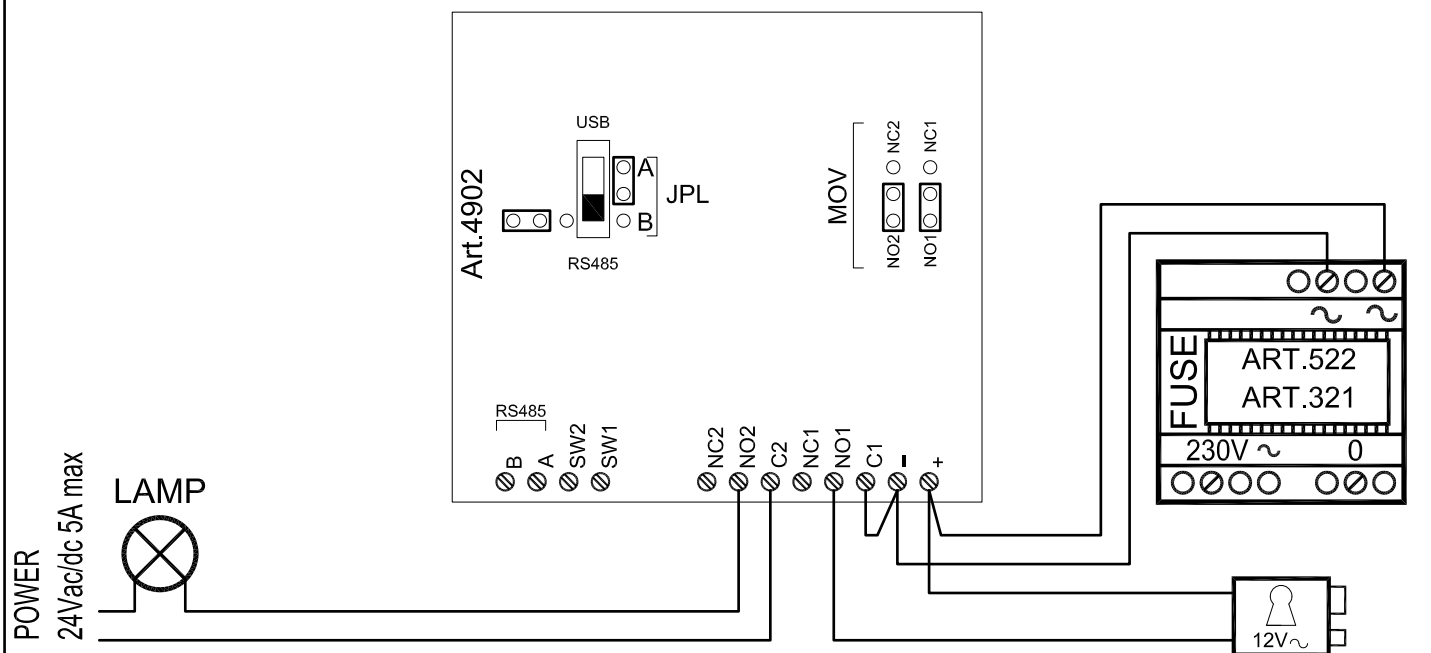 USB
Art.4902
A
JPL
B
RS485
MOV
NC2
NC1
NO2
NO1
ART.522
ART.321
FUSE
230V ~
0
RS485
B
A
SW2
SW1
NC2
NO2
C2
NC1
NO1
C1
-
+
LAMP
POWER
24Vac/dc 5A max
12V~